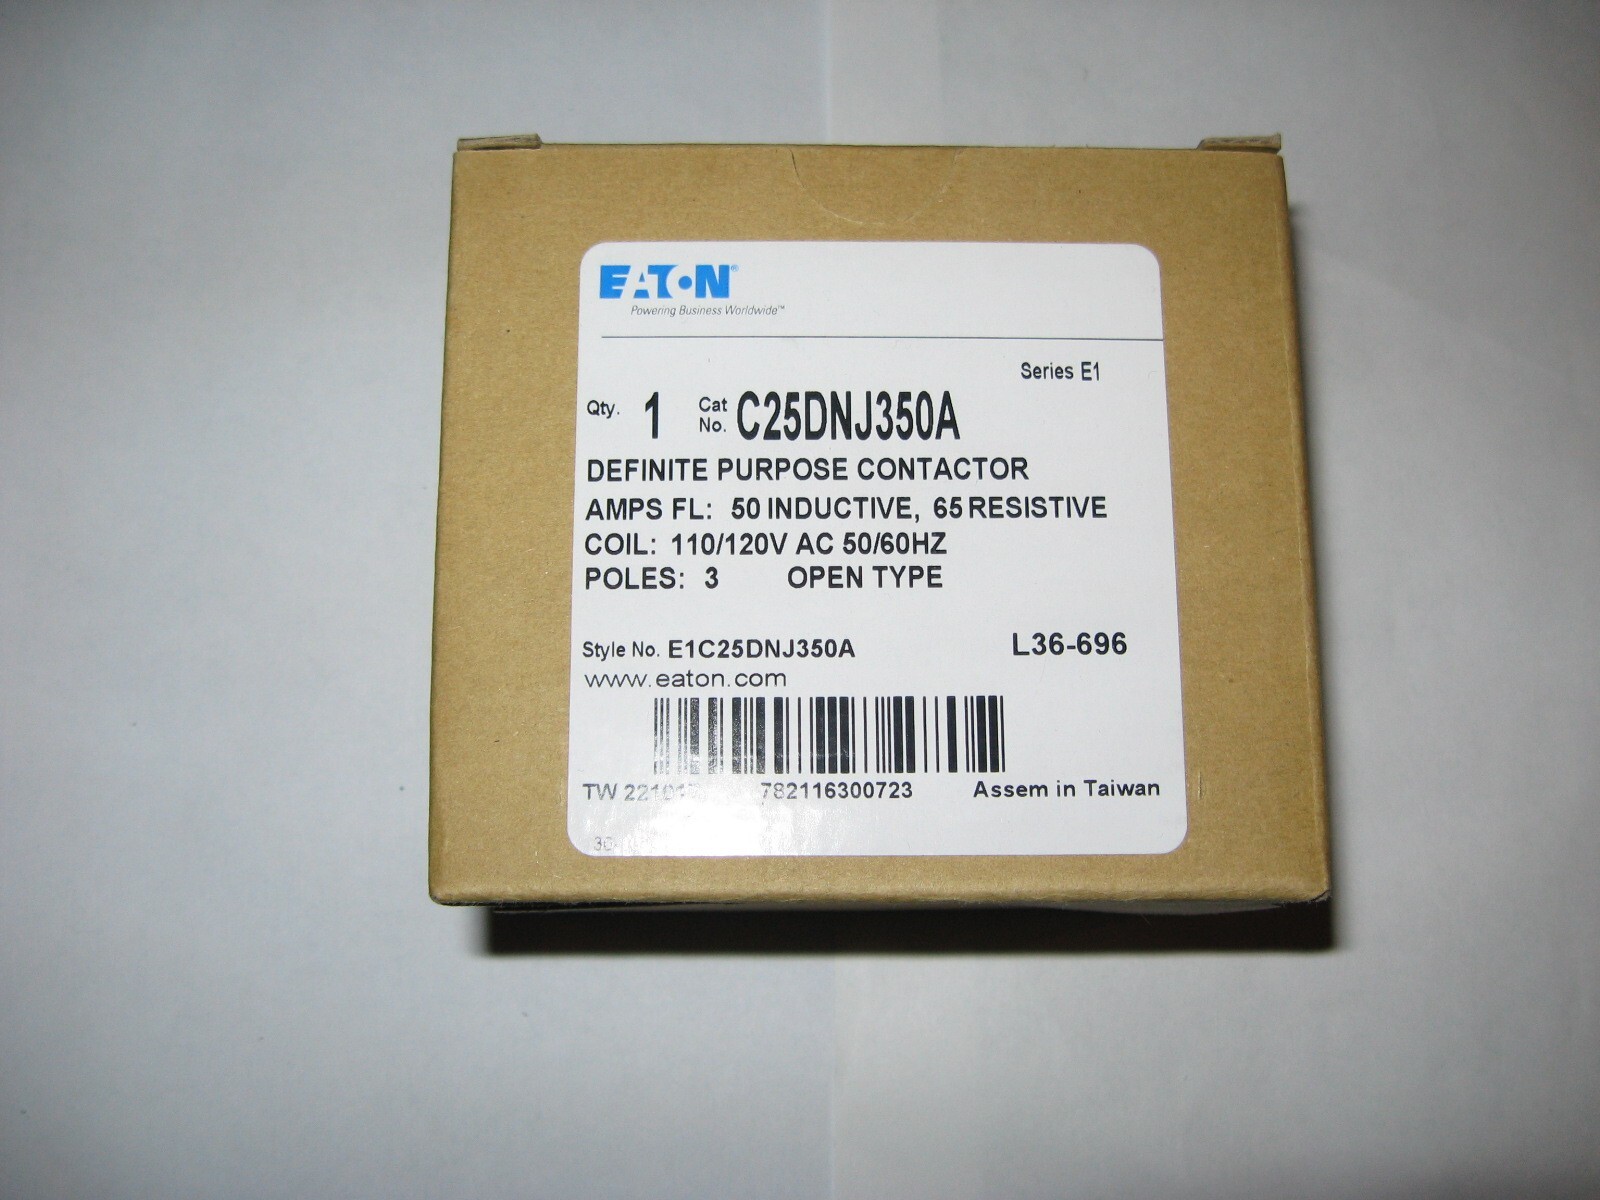 EATON®
Powering Business Worldwide™
Series E1
Qty. 1 Cat No. C25DNJ350A
DEFINITE PURPOSE CONTACTOR
AMPS FL: 50 INDUCTIVE, 65 RESISTIVE
COIL: 110/120V AC 50/60HZ
POLES: 3 OPEN TYPE
Style No. E1C25DNJ350A L36-696
www.eaton.com
TW 782116300723 Assem in Taiwan